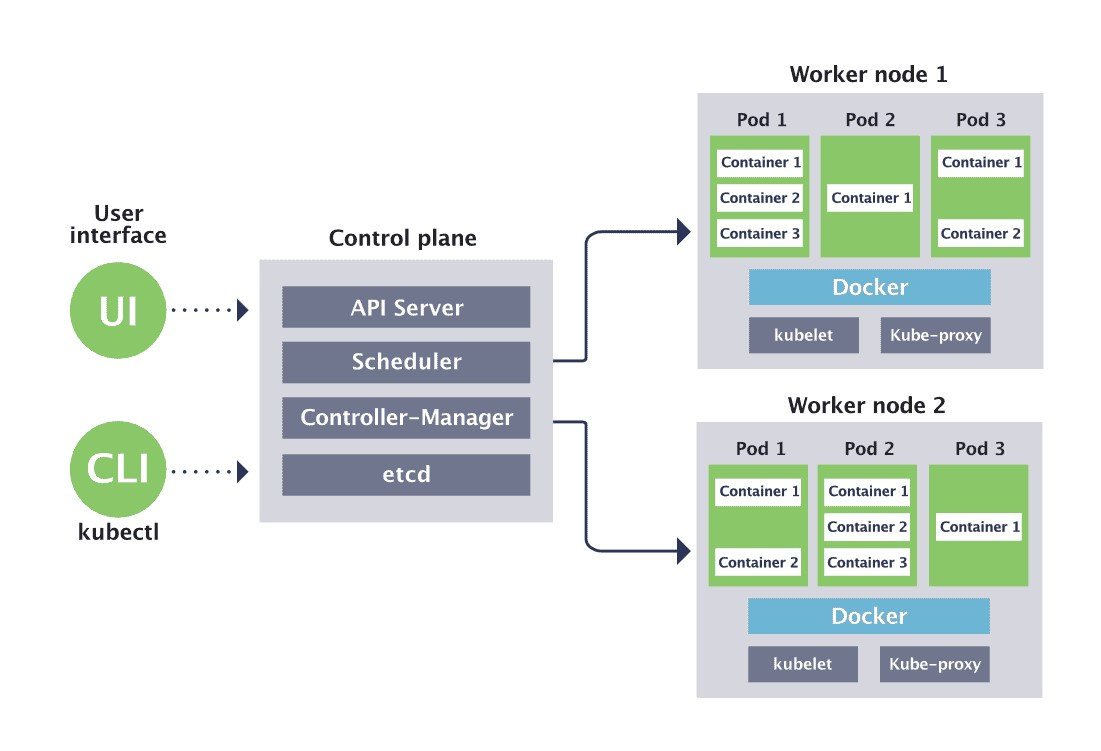 User
interface
UI
CLI
kubectl
Control plane
API Server
Scheduler
Controller-Manager
etcd
Worker node 1
Pod 1
Container 1
Container 2
Container 3
Pod 2
Container 1
Pod 3
Container 1
Container 2
Docker
kubelet
Kube-proxy
Worker node 2
Pod 1
Container 1
Container 2
Pod 2
Container 1
Container 2
Container 3
Pod 3
Container 1
Docker
kubelet
Kube-proxy